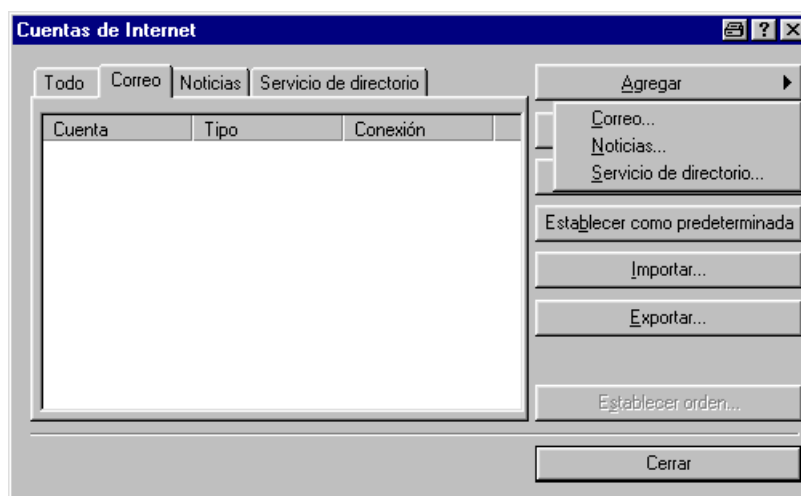 Cuentas de Internet
Todo Correo Noticias Servicio de directorio
Cuenta Tipo Conexión
Agregar
Correo...
Noticias...
Servicio de directorio...
Establecer como predeterminada
Importar...
Exportar...
Establecer orden...
Cerrar